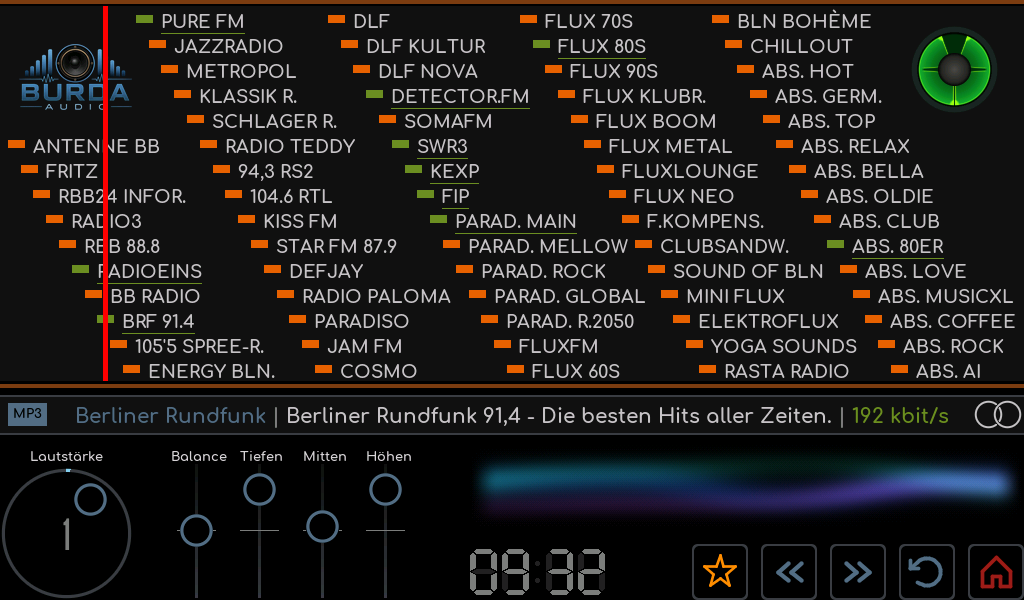 PURE FM
JAZZRADIO
METROPOL
KLASSIK R.
SCHLAGER R.
BURDA
AUDIO
ANTENNE BB
FRITZ
RBB24 INFOR.
RADIO3
RBB 88.8
RADIOEINS
BB RADIO
BRF 91.4
105'5 SPREE-R.
ENERGY BLN.
DLF
DLF KULTUR
DLF NOVA
DETECTOR.FM
SOMAFM
RADIO TEDDY
94,3 RS2
104.6 RTL
KISS FM
STAR FM 87.9
DEFJAY
RADIO PALOMA
PARADISO
JAM FM
COSMO
SWR3
KEXP
FIP
PARAD. MAIN
PARAD. MELLOW
PARAD. ROCK
PARAD. GLOBAL
PARAD. R.2050
FLUXFM
FLUX 60S
FLUX 70S
FLUX 80S
FLUX 90S
FLUX KLUBR.
FLUX BOOM
FLUX METAL
FLUXLOUNGE
FLUX NEO
F.KOMPENS.
CLUBSANDW.
SOUND OF BLN
MINI FLUX
ELEKTROFLUX
YOGA SOUNDS
RASTA RADIO
BLN BOHÈME
CHILLOUT
ABS. HOT
ABS. GERM.
ABS. TOP
ABS. RELAX
ABS. BELLA
ABS. OLDIE
ABS. CLUB
ABS. 80ER
ABS. LOVE
ABS. MUSICXL
ABS. COFFEE
ABS. ROCK
ABS. AI
MP3 Berliner Rundfunk | Berliner Rundfunk 91,4 - Die besten Hits aller Zeiten. | 192 kbit/s
Lautstärke
1
Balance Tiefen Mitten Höhen
09:32